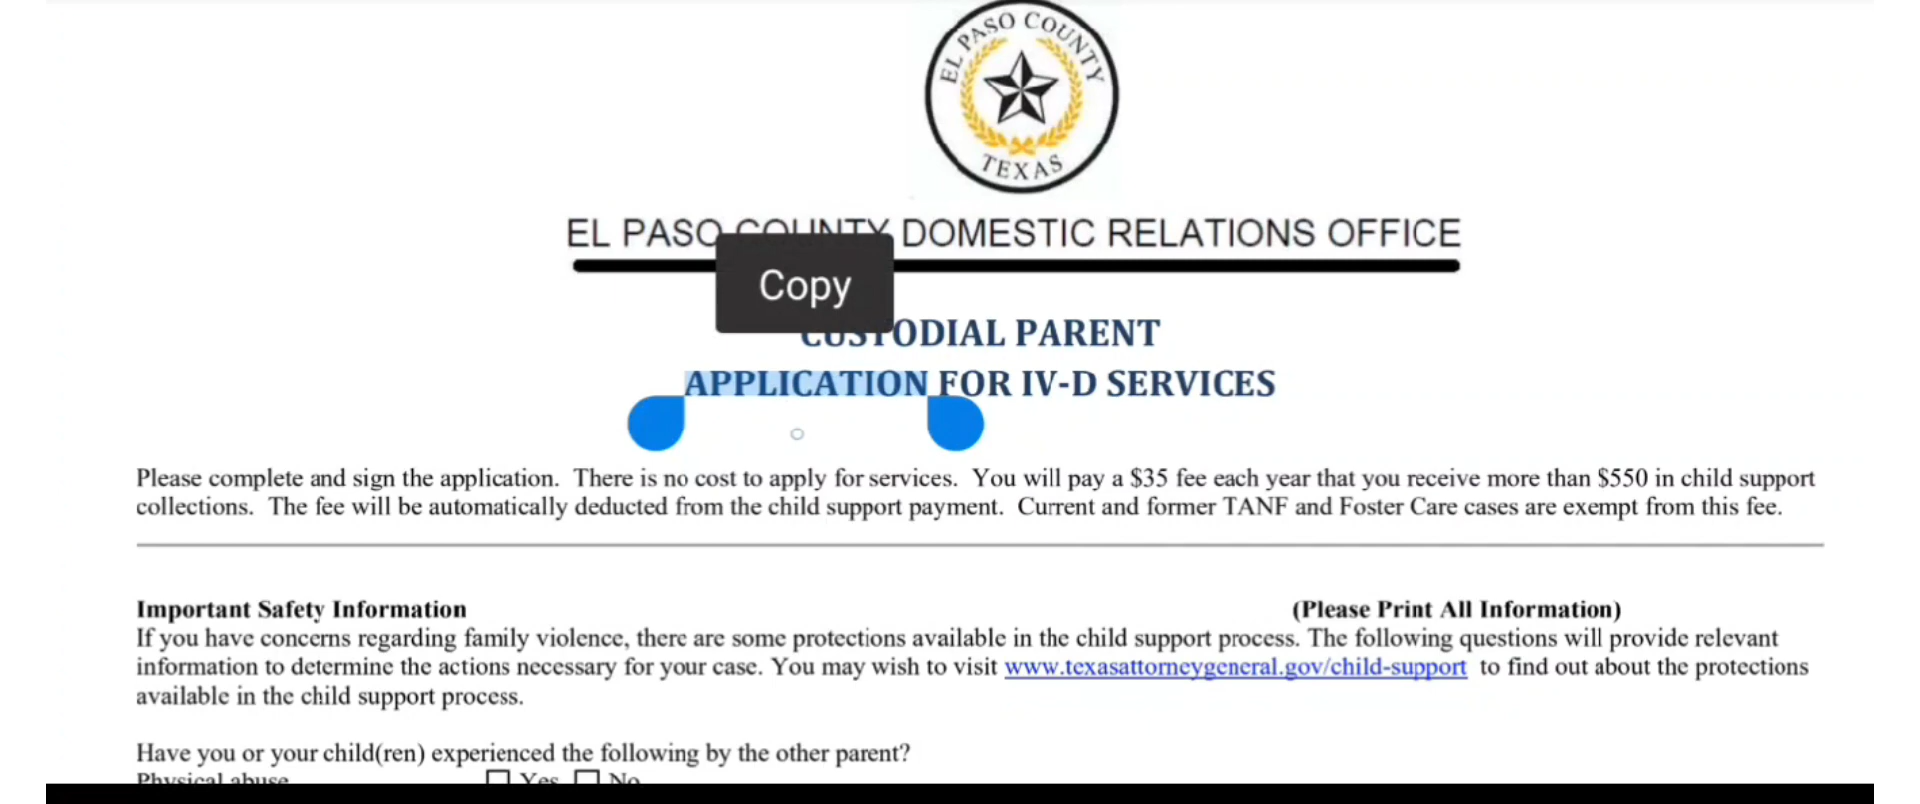 EL PASO COUNTY
TEXAS
EL PASO COUNTY DOMESTIC RELATIONS OFFICE
Copy
CUSTODIAL PARENT
APPLICATION FOR IV-D SERVICES
Please complete and sign the application.  There is no cost to apply for services.  You will pay a $35 fee each year that you receive more than $550 in child support
collections.  The fee will be automatically deducted from the child support payment.  Current and former TANF and Foster Care cases are exempt from this fee.
Important Safety Information (Please Print All Information)
If you have concerns regarding family violence, there are some protections available in the child support process. The following questions will provide relevant
information to determine the actions necessary for your case. You may wish to visit www.texasattorneygeneral.gov/child-support to find out about the protections
available in the child support process.
Have you or your child(ren) experienced the following by the other parent?
Physical abuse Yes No